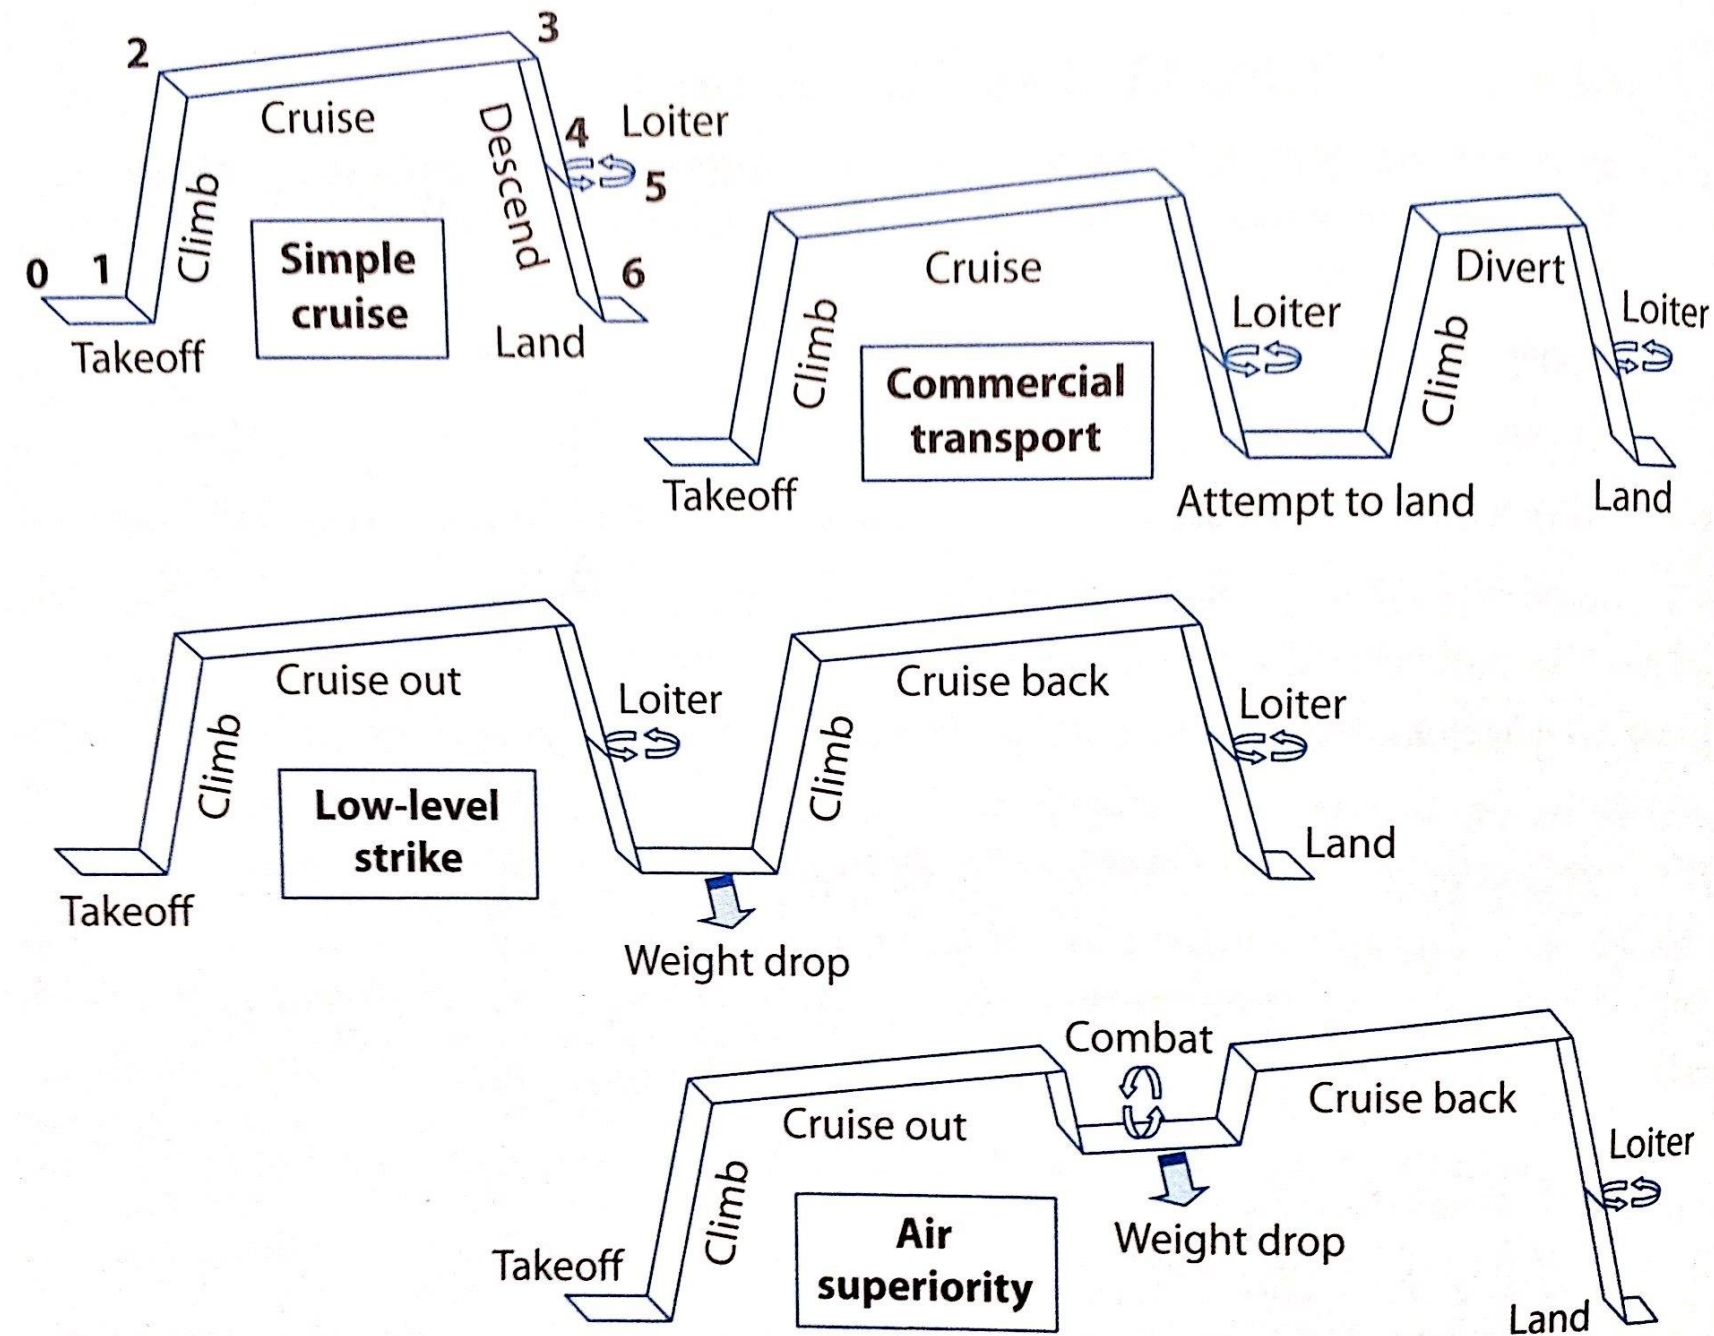 2
3
Cruise
Descend
4
Loiter
5
Climb
Simple
cruise
0
1
6
Takeoff
Land
Cruise
Divert
Loiter
Loiter
Climb
Climb
Commercial
transport
Takeoff
Attempt to land
Land
Cruise out
Loiter
Cruise back
Loiter
Climb
Climb
Low-level
strike
Land
Takeoff
Weight drop
Combat
Cruise out
Cruise back
Loiter
Climb
Air
superiority
Weight drop
Takeoff
Land